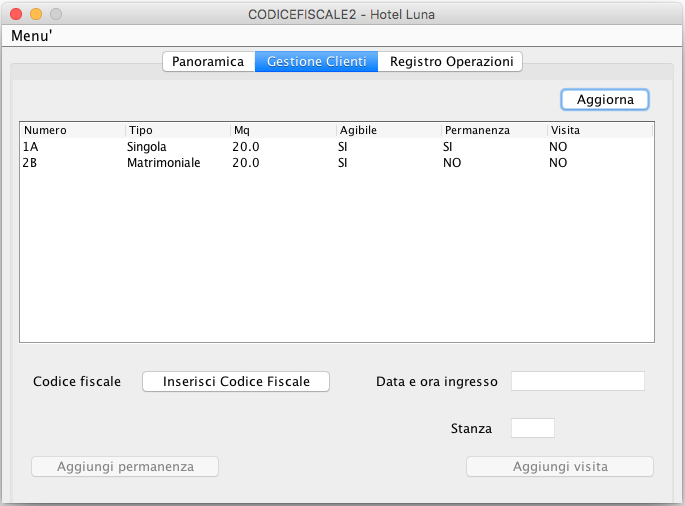 CODICEFISCALE2 - Hotel Luna
Menu'
Panoramica Gestione Clienti Registro Operazioni
Aggiorna
Numero Tipo Mq Agibile Permanenza Visita
1A Singola 20.0 SI SI NO
2B Matrimoniale 20.0 SI NO NO
Codice fiscale Inserisci Codice Fiscale Data e ora ingresso
Stanza
Aggiungi permanenza Aggiungi visita